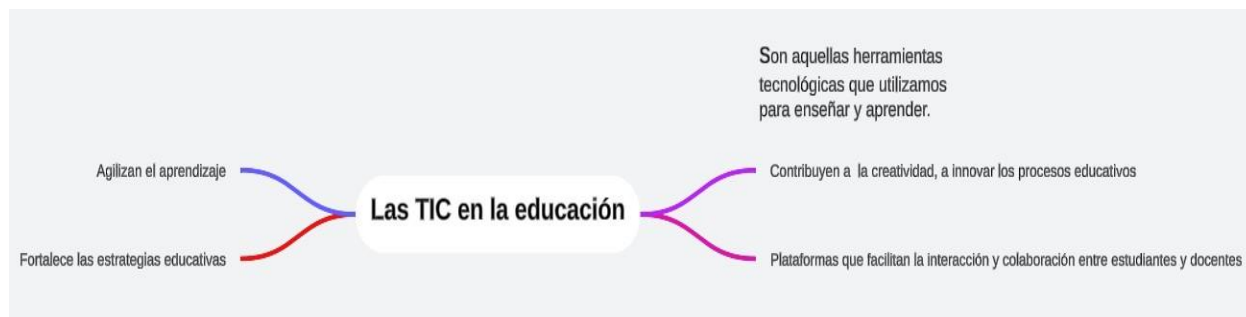 Son aquellas herramientas
tecnológicas que utilizamos
para enseñar y aprender.
Agilizan el aprendizaje
Contribuyen a la creatividad, a innovar los procesos educativos
Las TIC en la educación
Fortalece las estrategias educativas
Plataformas que facilitan la interacción y colaboración entre estudiantes y docentes